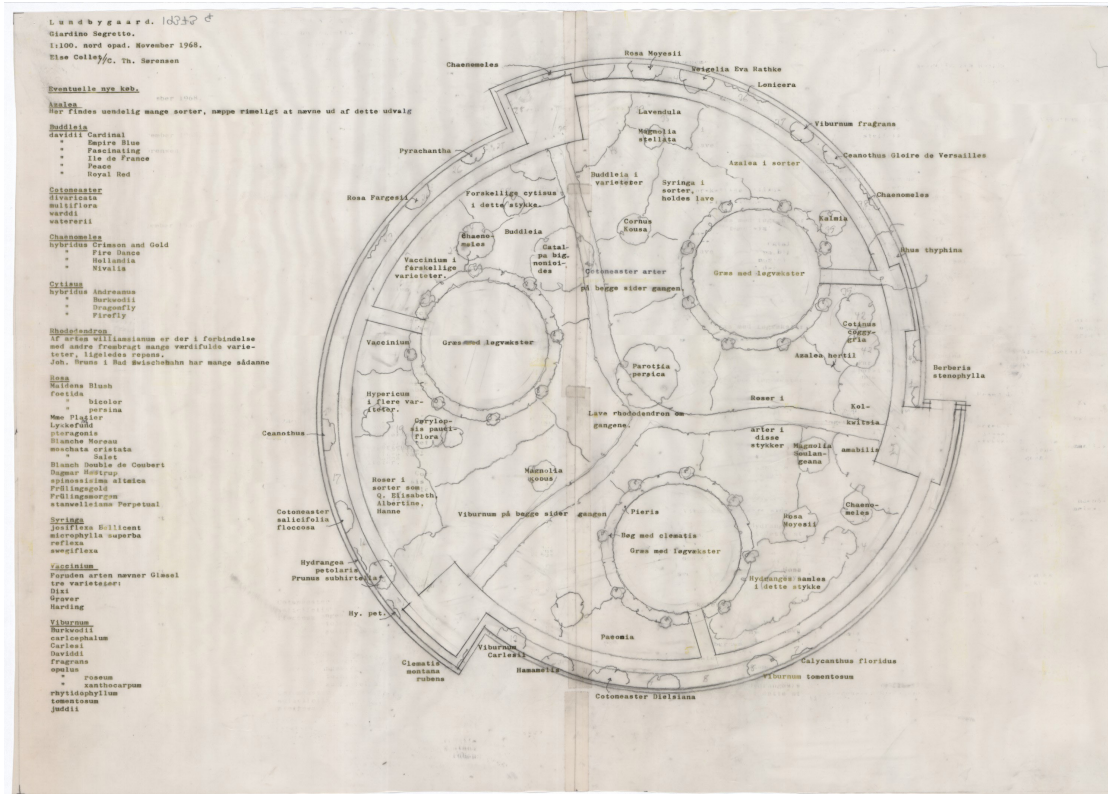 Lundbygaard.
Giardino Segretto.
1:100. nord opad. November 1968.
Else Collet/C. Th. Sørensen
Eventuelle nye køb.
Azalea
Her findes uendelig mange sorter, næppe rimeligt at nævne ud af dette udvalg
Buddleia
davidii Cardinal
" Empire Blue
" Fascinating
" Ile de France
" Peace
" Royal Red
Cotoneaster
divaricata
multiflora
warddi
watererii
Chaenomeles
hybridus Crimson and Gold
" Fire Dance
" Hollandia
" Nivalis
Cytisus
hybridus Andreanus
" Burkwodii
" Dragonfly
" Firefly
Rhododendron
Af arten williamsianum er der i forbindelse
med andre frembragt mange værdifulde varie-
teter, ligeledes repens.
Joh. Bruns i Bad Zwischenahn har mange sådanne
Rosa
Maidens Blush
foetida
" bicolor
" persina
Mme Platier
Lykkefund
pteragonis
Blanche Moreau
moschata cristata
" Salet
Blanch Double de Coubert
Dagmar Hastrup
spinosissima altaica
Frülingsgold
Frülingsmorgen
stanwelisiana Perpetual
Syringa
josiflexa Bellicent
microphylla superba
reflexa
swegiflexa
Vaccinium
Foruden arten nævner Giesel
tre varieteter:
Dixi
Grover
Harding
Viburnum
Burkwodii
carlcephalum
Carlesi
Daviddi
fragrans
opulus
" roseum
" xanthocarpum
rhytidophyllum
tomentosum
juddii
Rosa Moyesii
Chaenomeles
Weigelia Eva Rathke
Lonicera
Viburnum fragrans
Ceanothus Gloire de Versailles
Chaenomeles
Rhus thyphina
Berberis
stenophylla
Pyrachantha
Rosa Fargesii
Lavendula
Magnolia
stellata
Azalea i sorter
Buddleia i
varieteter
Syringa i
sorter,
holdes lave
Forskellige cytisus
i dette stykke.
Chaeno-
meles
Buddleia
Catal-
pa big.
nonioi-
des
Cornus
Kousa
Kalmia
Vaccinium i
forskellige
varieteter.
Cotoneaster arter
på begge sider gangen.
Græs med løgvækster
Græs med løgvækster
Vaccinium
Cotinus
coggy-
gria
Azalea hertil
Parotia
persica
Hypericum
i flere var-
iteter.
Corylop-
sis pauci-
flora
Lave rhododendron om
gangene.
Roser i
arter i
disse
stykker
Kol-
kwitzia
amabilis
Magnolia
Soulan-
geana
Ceanothus
Magnolia
kobus
Roser i
sorter som
Q. Elisabeth
Albertine,
Hanne
Viburnum på begge sider gangen
Cotoneaster
salicifolia
floccosa
Pieris
Bøg med clematis
Græs med løgvækster
Rosa
Moyesii
Chaeno-
meles
Hydrangea
petolaris
Prunus subhirtella
Hydrangea samles
i dette stykke
Hy. pet.
Paeonia
Viburnum
Carlesii
Hamamelis
Clematis
montana
rubens
Calycanthus floridus
Viburnum tomentosum
Cotoneaster Dielsiana